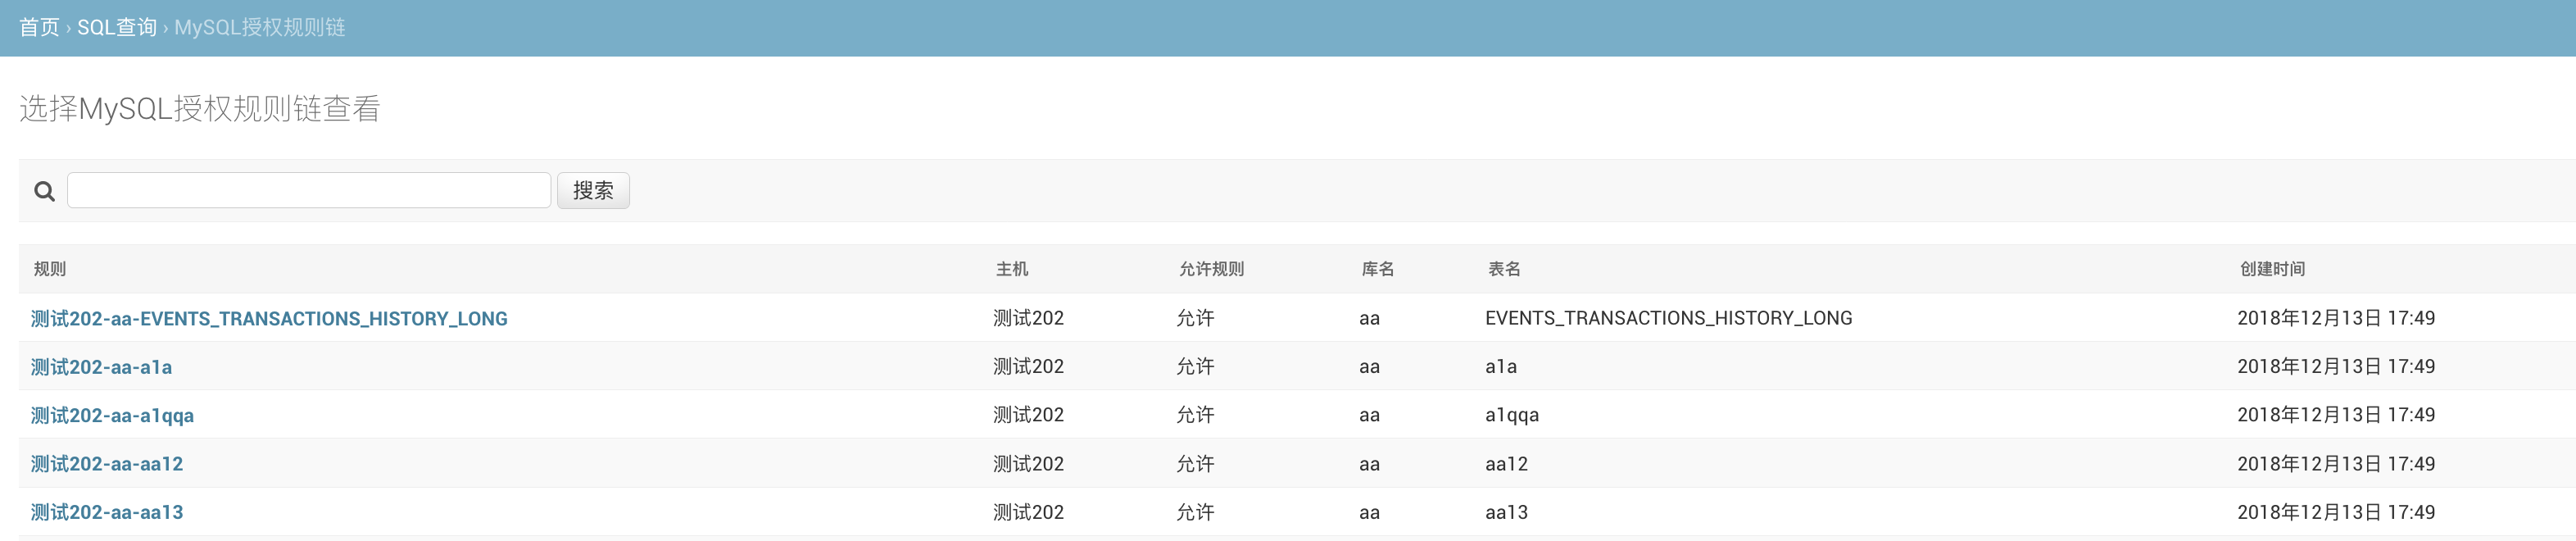 首页 › SQL查询 › MySQL授权规则链
选择MySQL授权规则链查看
搜索
规则 主机 允许规则 库名 表名 创建时间
测试202-aa-EVENTS_TRANSACTIONS_HISTORY_LONG 测试202 允许 aa EVENTS_TRANSACTIONS_HISTORY_LONG 2018年12月13日 17:49
测试202-aa-a1a 测试202 允许 aa a1a 2018年12月13日 17:49
测试202-aa-a1qqa 测试202 允许 aa a1qqa 2018年12月13日 17:49
测试202-aa-aa12 测试202 允许 aa aa12 2018年12月13日 17:49
测试202-aa-aa13 测试202 允许 aa aa13 2018年12月13日 17:49